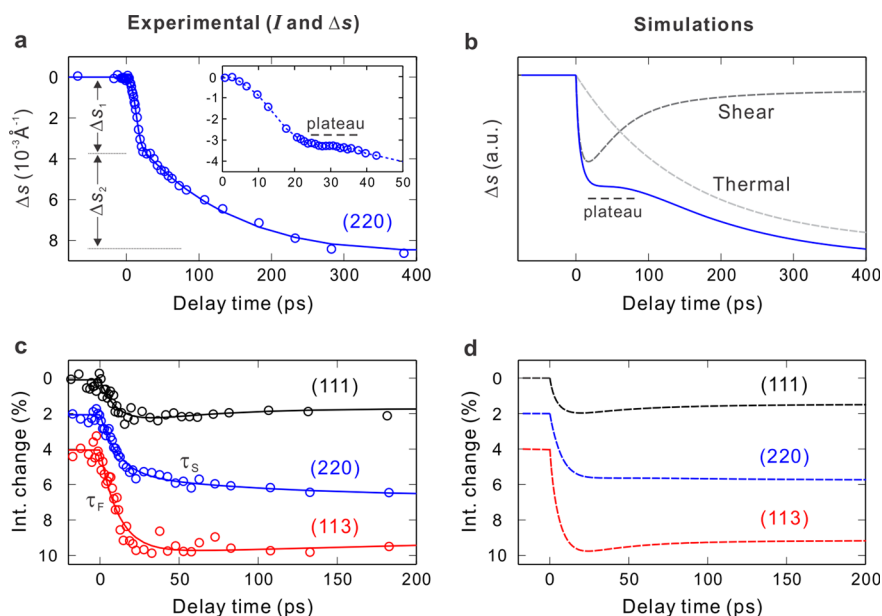 Experimental (I and Δs)
Simulations
a
0
4
6
8
Δs (10⁻³Å⁻¹)
Δs₁
Δs₂
0
-1
-2
-3
-4
plateau
0 10 20 30 40 50
(220)
0 100 200 300 400
Delay time (ps)
b
Δs (a.u.)
Shear
Thermal
plateau
0 100 200 300 400
Delay time (ps)
c
0
2
4
6
8
10
Int. change (%)
(111)
(220)
(113)
τS
τF
0 50 100 150 200
Delay time (ps)
d
0
2
4
6
8
10
Int. change (%)
(111)
(220)
(113)
0 50 100 150 200
Delay time (ps)